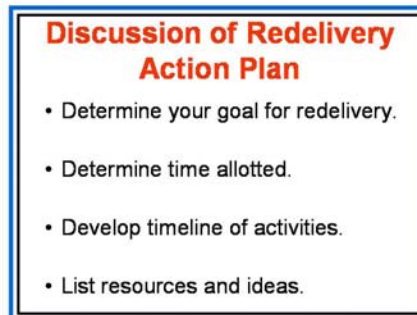 Discussion of Redelivery
Action Plan
• Determine your goal for redelivery.
• Determine time allotted.
• Develop timeline of activities.
• List resources and ideas.